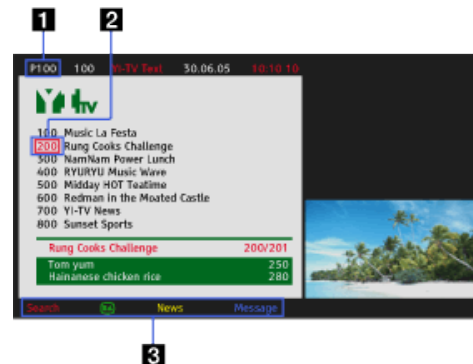 1 2
P100 100 Yi-TV Text 30.06.05 10:10 10
Yi tv
100 Music La Festa
200 Rung Cooks Challenge
300 NamNam Power Lunch
400 RYURYU Music Wave
500 Midday HOT Teatime
600 Redman in the Moated Castle
700 Yi-TV News
800 Sunset Sports
Rung Cooks Challenge 200/201
Tom yum 250
Hainanese chicken rice 280
Search News Message
3